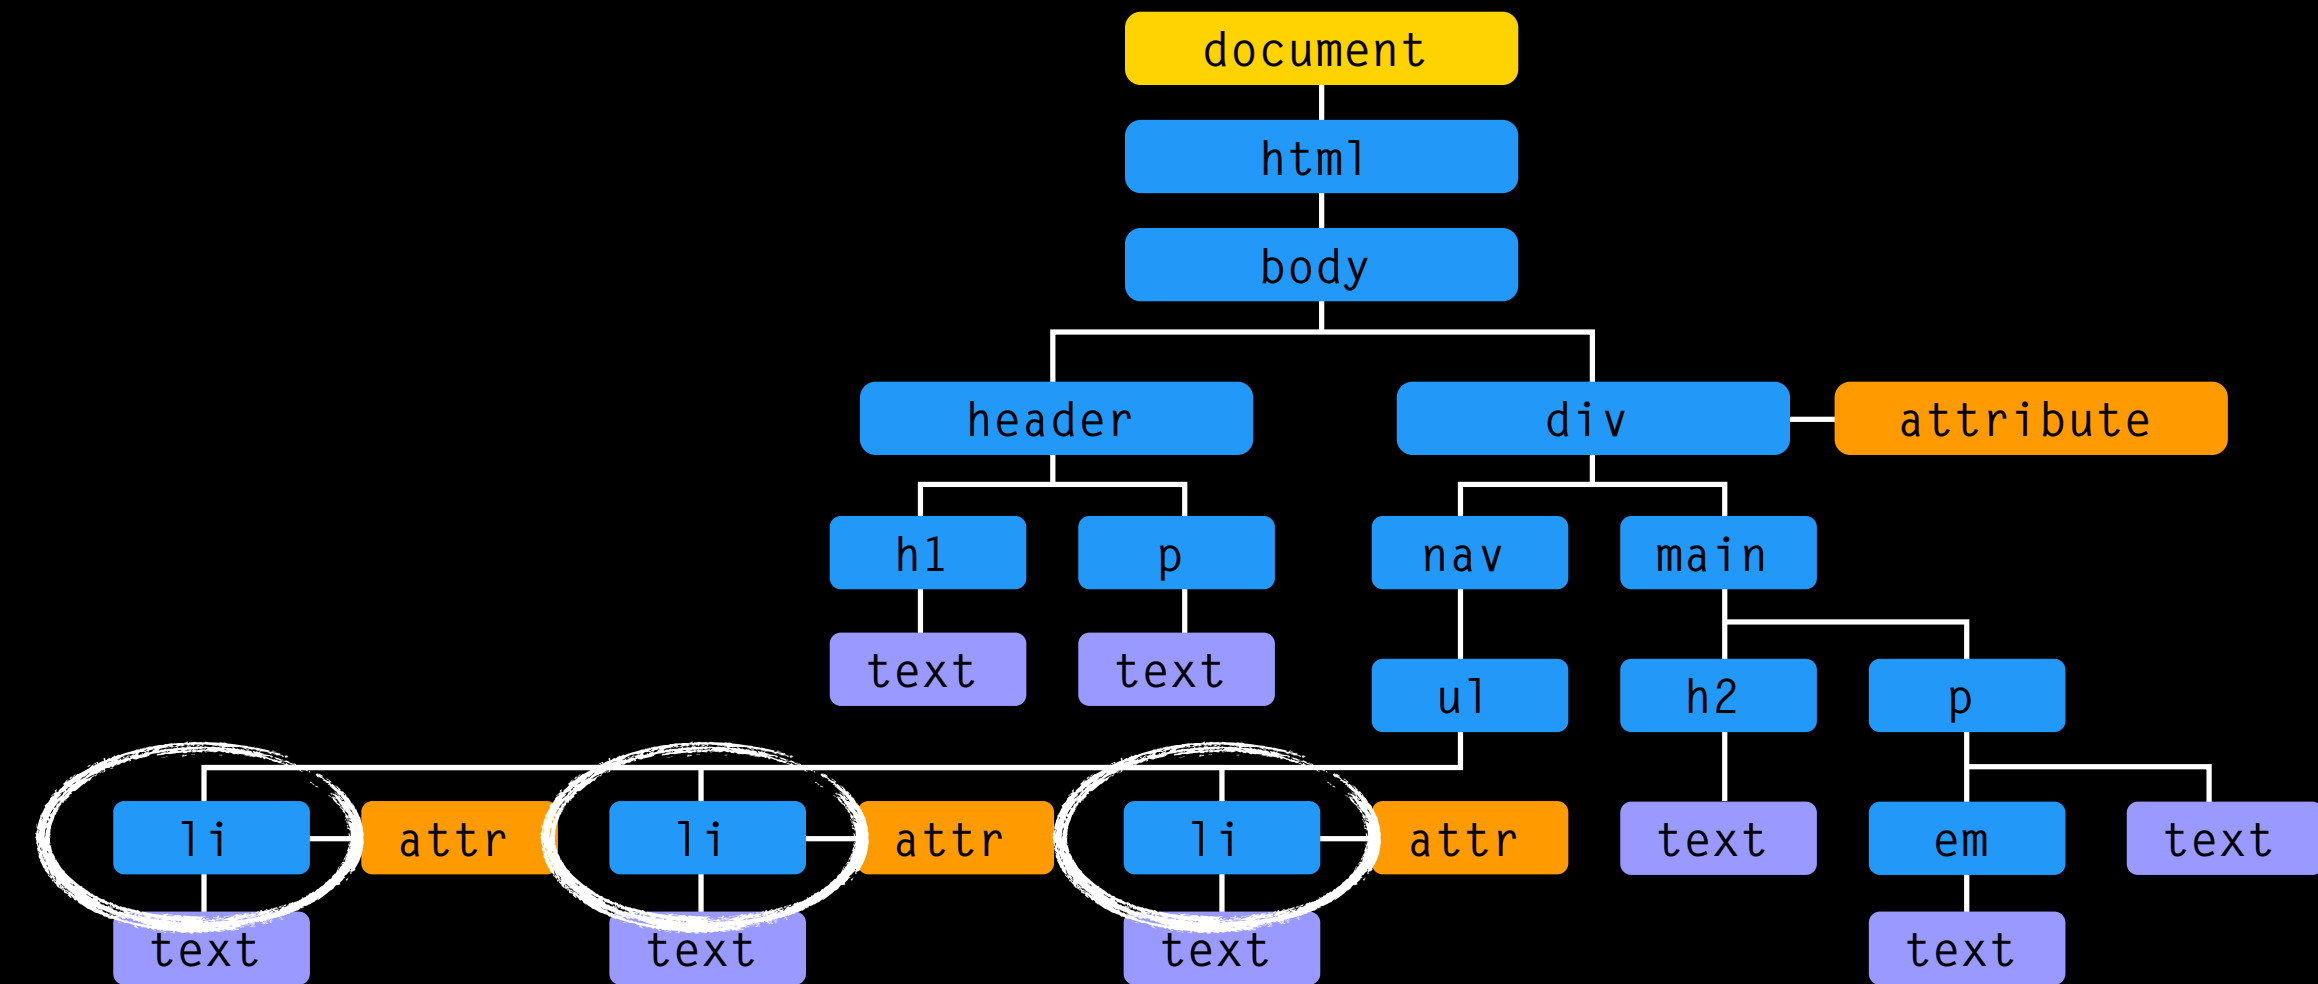 document
html
body
header div attribute
h1 p nav main
text text
ul h2 p
li attr li attr li attr text em text
text text text text